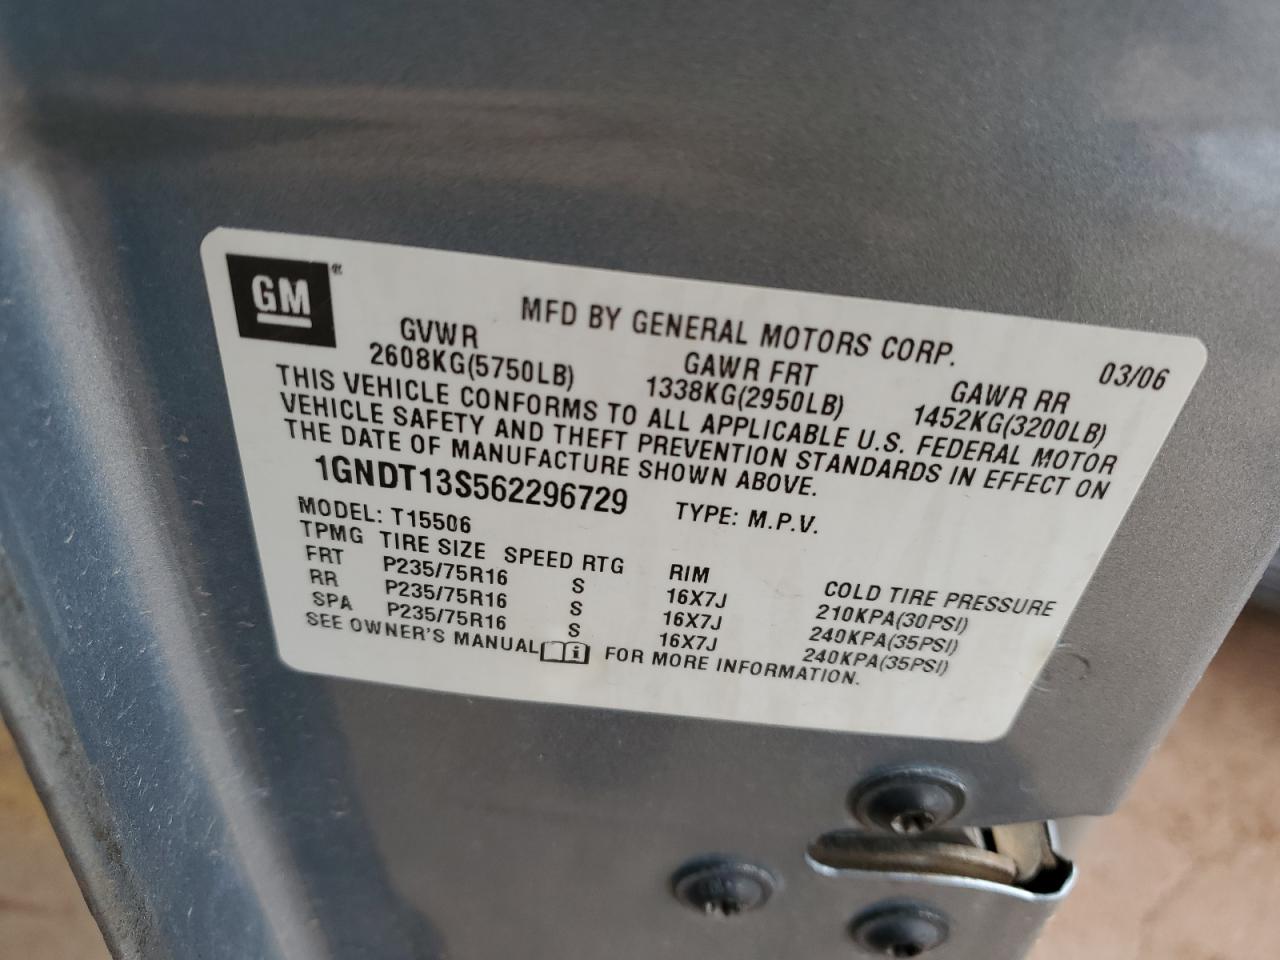 GM ®
MFD BY GENERAL MOTORS CORP. 03/06
GVWR GAWR FRT GAWR RR
2608KG(5750LB) 1338KG(2950LB) 1452KG(3200LB)
THIS VEHICLE CONFORMS TO ALL APPLICABLE U.S. FEDERAL MOTOR
VEHICLE SAFETY AND THEFT PREVENTION STANDARDS IN EFFECT ON
THE DATE OF MANUFACTURE SHOWN ABOVE.
1GNDT13S562296729 TYPE: M.P.V.
MODEL: T15506
TPMG TIRE SIZE SPEED RTG RIM COLD TIRE PRESSURE
FRT P235/75R16 S 16X7J 210KPA(30PSI)
RR P235/75R16 S 16X7J 240KPA(35PSI)
SPA P235/75R16 S 16X7J 240KPA(35PSI)
SEE OWNER'S MANUAL i FOR MORE INFORMATION.